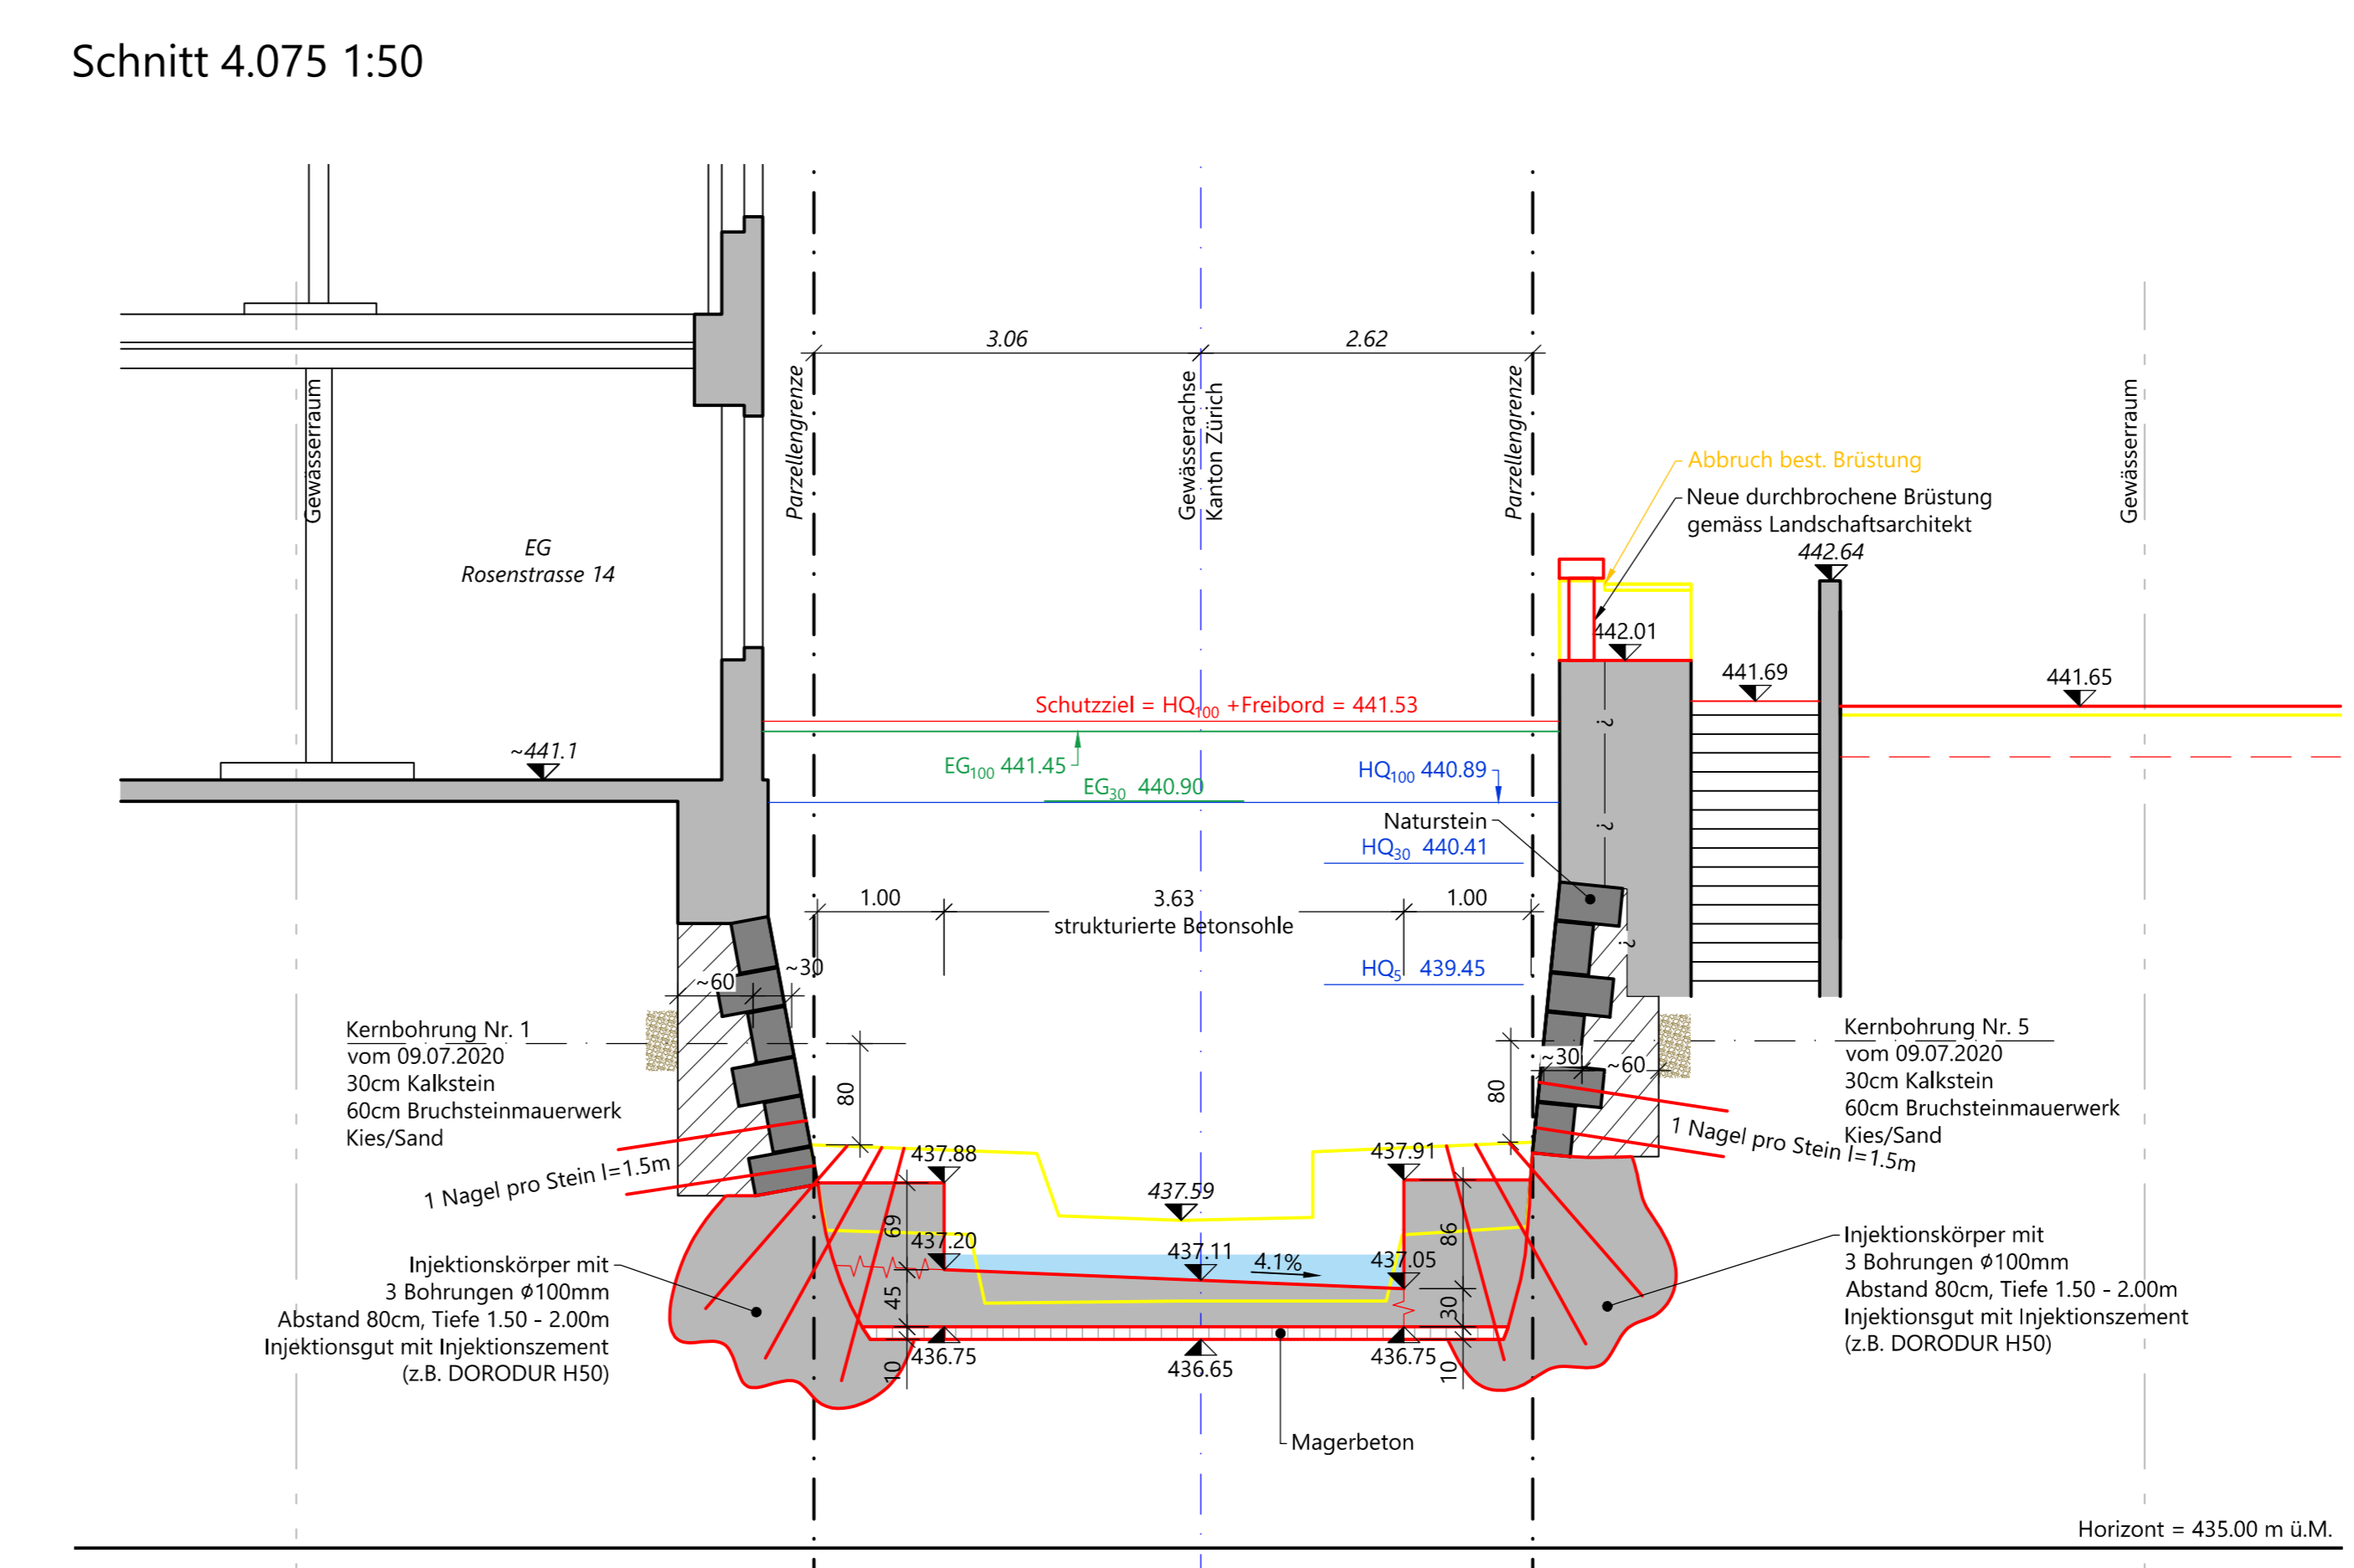 Schnitt 4.075 1:50
3.06
2.62
Gewässerraum
Parzellengrenze
Gewässerachse
Kanton Zürich
Parzellengrenze
Gewässerraum
Abbruch best. Brüstung
Neue durchbrochene Brüstung
gemäss Landschaftsarchitekt
442.64
EG
Rosenstrasse 14
442.01
441.69
441.65
Schutzziel = HQ100 +Freibord = 441.53
~441.1
EG100 441.45
HQ100 440.89
EG30 440.90
Naturstein
HQ30 440.41
?
?
?
1.00
3.63
1.00
strukturierte Betonsohle
HQ5 439.45
~60
~30
~30
~60
80
80
Kernbohrung Nr. 1
vom 09.07.2020
30cm Kalkstein
60cm Bruchsteinmauerwerk
Kies/Sand
Kernbohrung Nr. 5
vom 09.07.2020
30cm Kalkstein
60cm Bruchsteinmauerwerk
Kies/Sand
1 Nagel pro Stein l=1.5m
1 Nagel pro Stein l=1.5m
437.88
437.91
437.59
69
86
437.20
437.11
4.1%
437.05
45
30
436.75
436.65
436.75
10
10
Injektionskörper mit
3 Bohrungen ⌀100mm
Abstand 80cm, Tiefe 1.50 - 2.00m
Injektionsgut mit Injektionszement
(z.B. DORODUR H50)
Injektionskörper mit
3 Bohrungen ⌀100mm
Abstand 80cm, Tiefe 1.50 - 2.00m
Injektionsgut mit Injektionszement
(z.B. DORODUR H50)
Magerbeton
Horizont = 435.00 m ü.M.